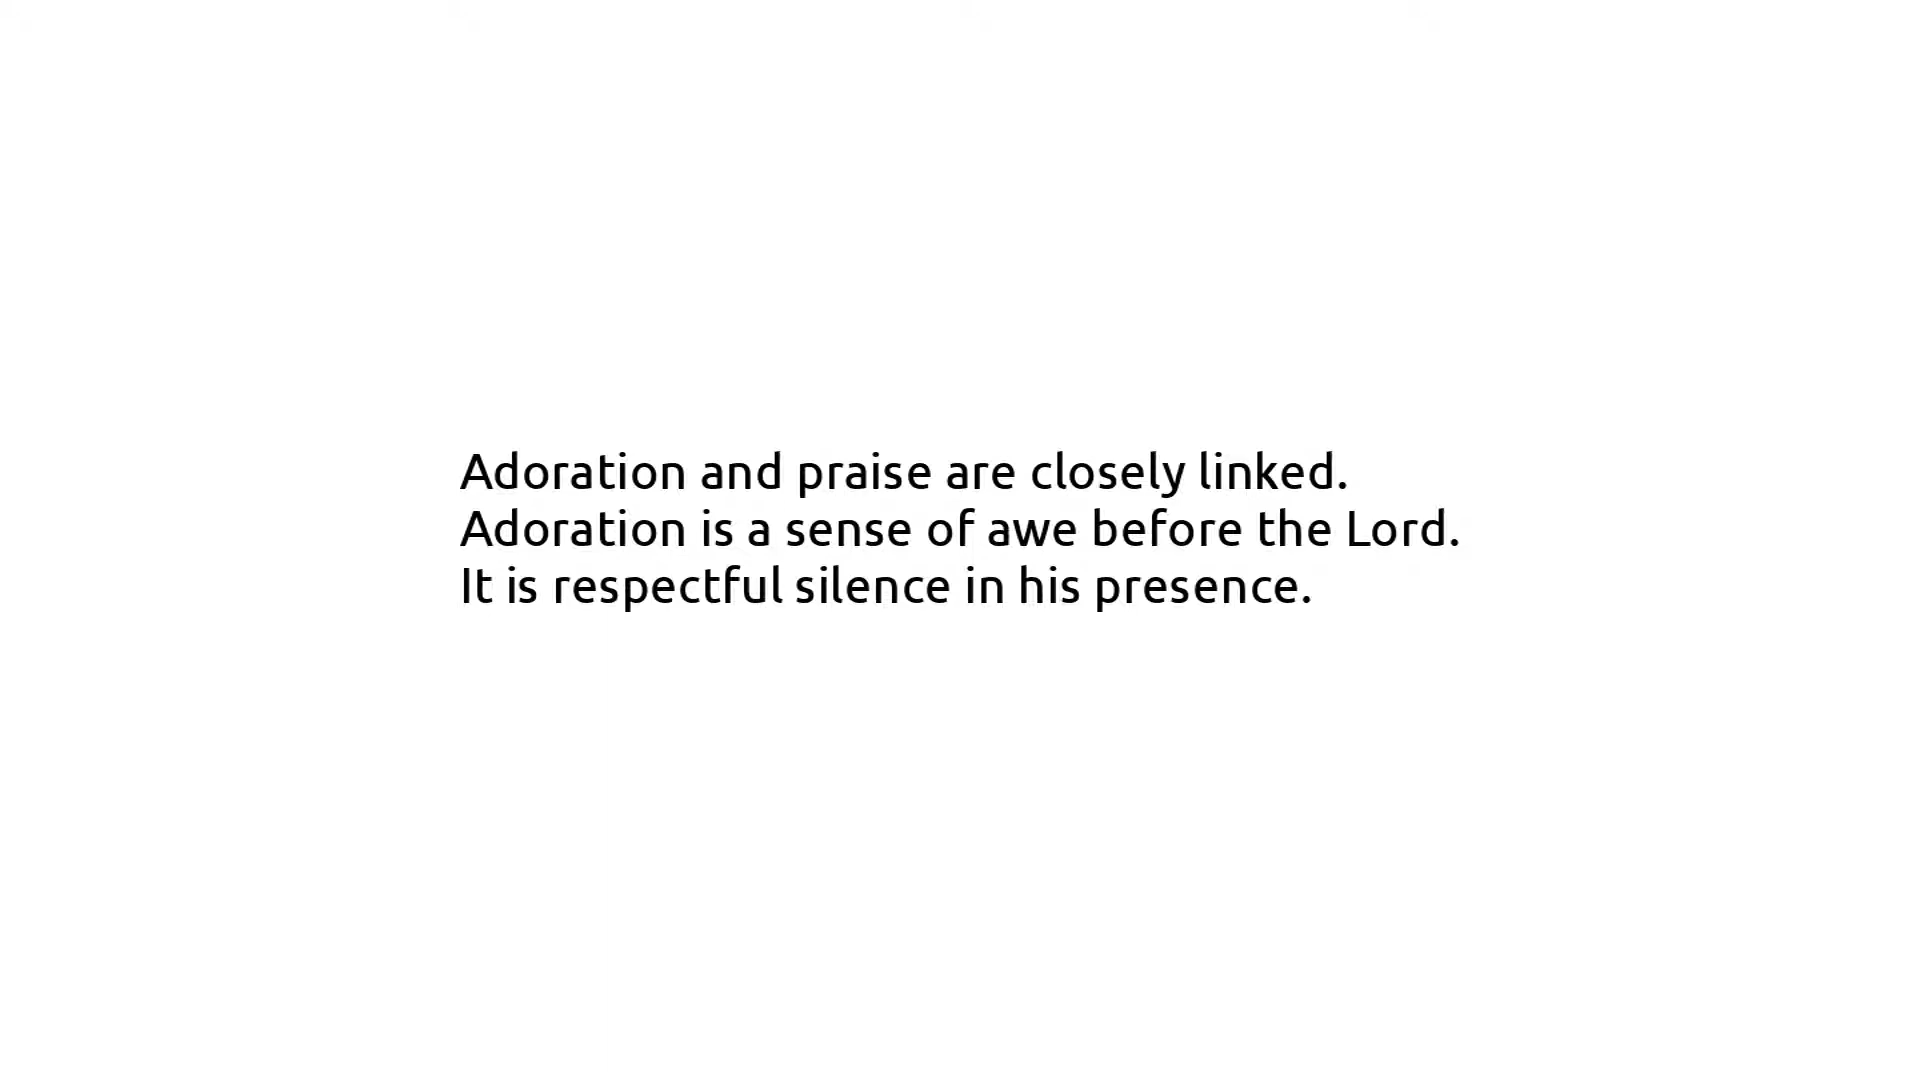 Adoration and praise are closely linked.
Adoration is a sense of awe before the Lord.
It is respectful silence in his presence.